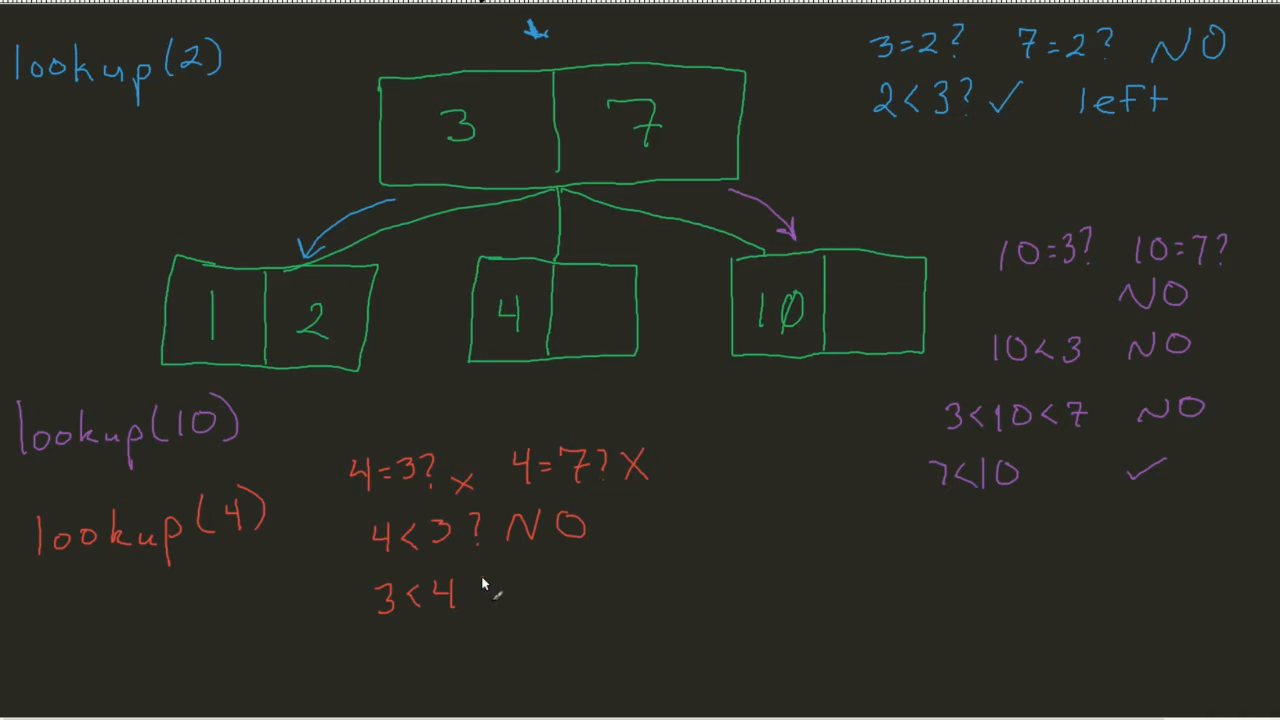 lookup(2)
3=2? 7=2? NO
2<3? ✓ left
3 7
1 2 4 10
10=3? 10=7?
NO
10<3 NO
3<10<7 NO
7<10 ✓
lookup(10)
lookup(4)
4=3? X 4=7? X
4<3? NO
3<4